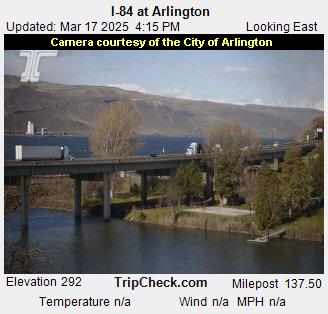 I-84 at Arlington
Updated: Mar 17 2025 4:15 PM Looking East
Camera courtesy of the City of Arlington
Elevation 292 TripCheck.com Milepost 137.50
Temperature n/a Wind n/a MPH n/a